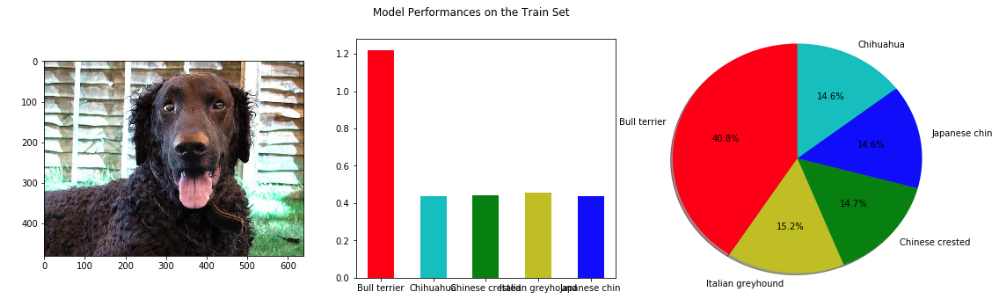 Model Performances on the Train Set
0
100
200
300
400
0 100 200 300 400 500 600
1.2
1.0
0.8
0.6
0.4
0.2
0.0
Bull terrier Chihuahua Chinese crested Italian greyhound Japanese chin
Chihuahua
14.6%
Japanese chin
14.6%
Bull terrier
40.8%
14.7%
Chinese crested
15.2%
Italian greyhound